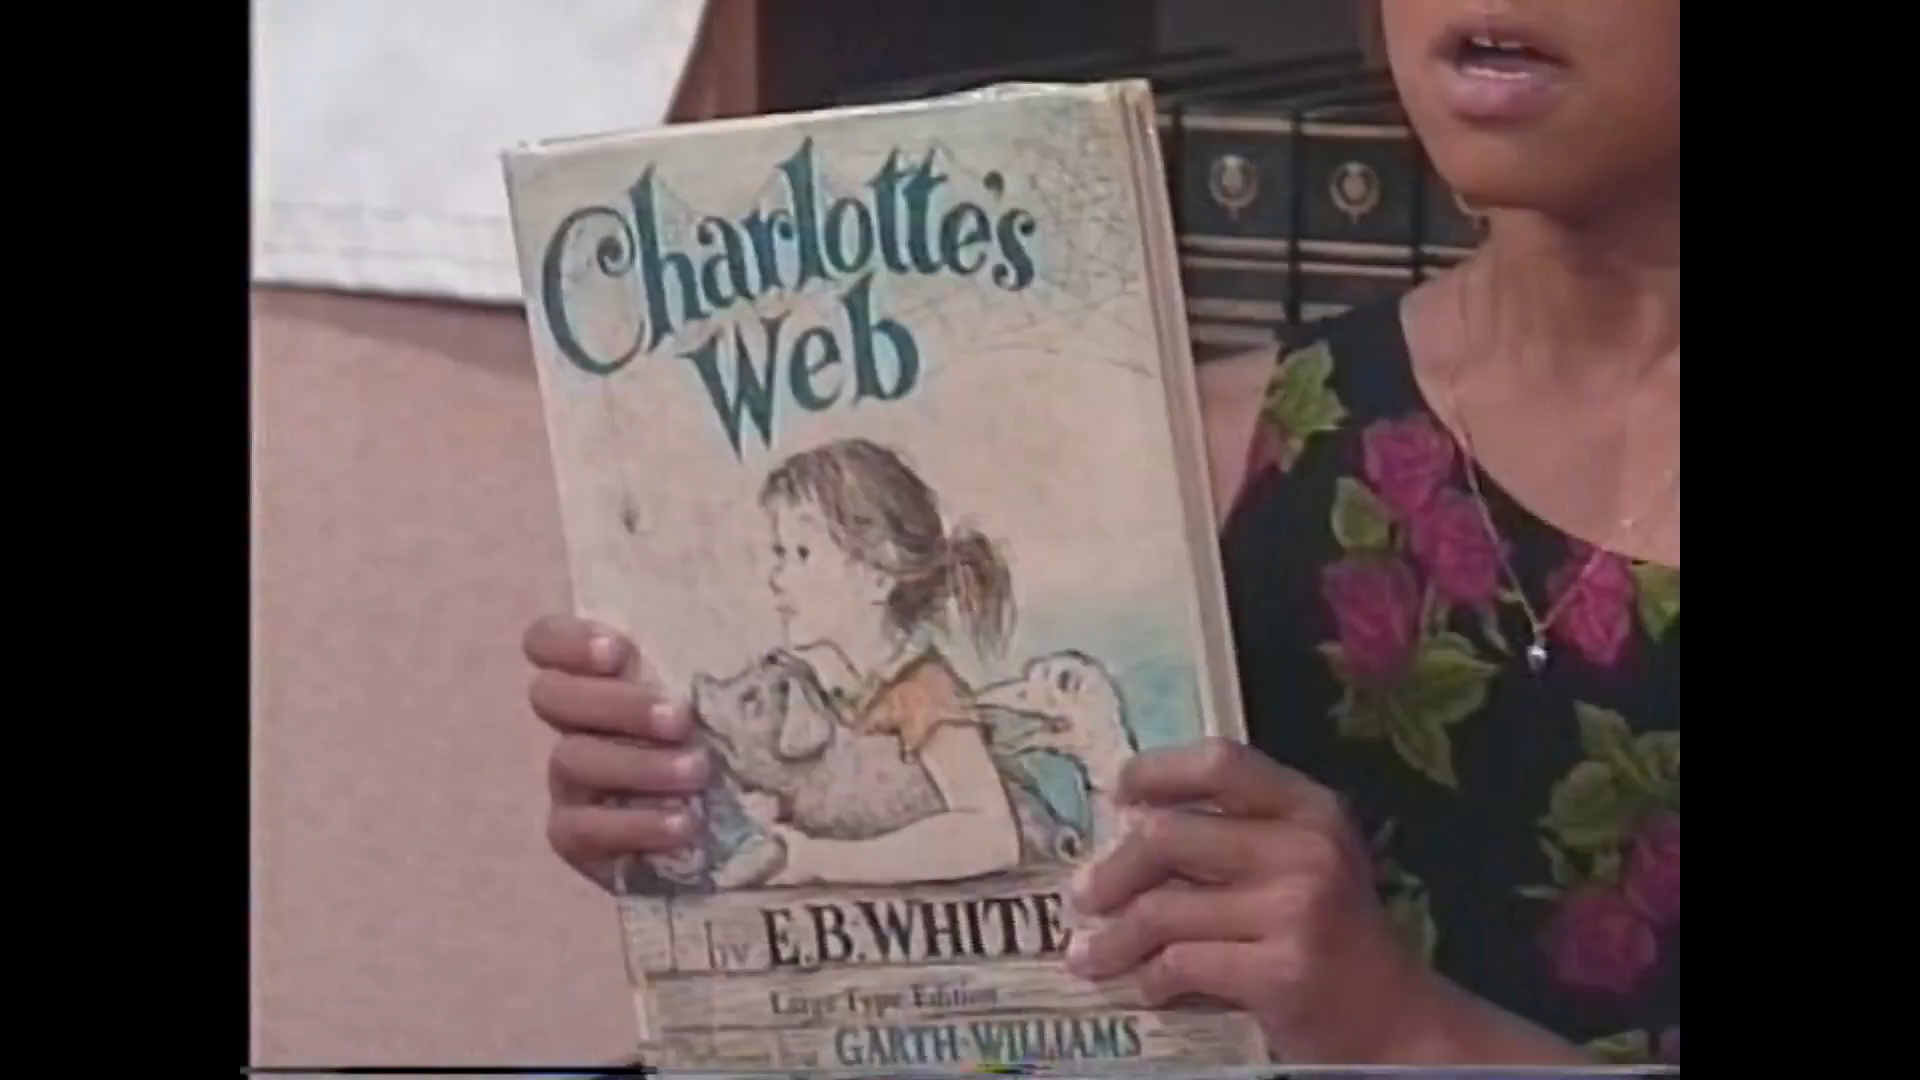 Charlotte's
Web
by E.B. WHITE
Large Type Edition
GARTH WILLIAMS